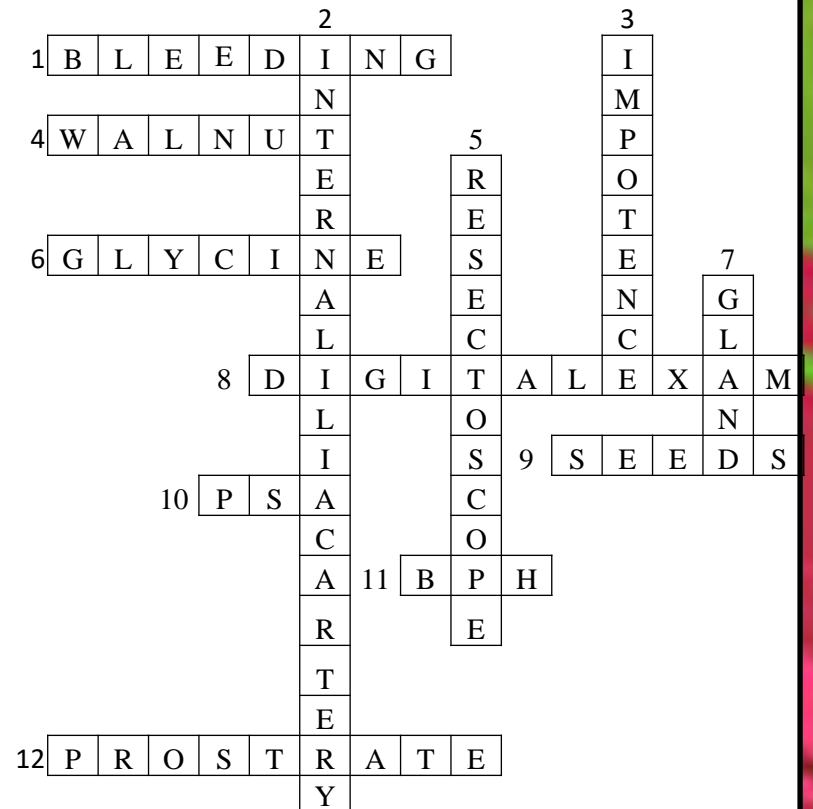 2 3
1 B L E E D I N G I
N M
4 W A L N U T 5 P
E R O
R E T
6 G L Y C I N E S E 7
A E N G
L C C L
8 D I G I T A L E X A M
L O N
I S 9 S E E D S
10 P S A C
C O
A 11 B P H
R E
T
E
12 P R O S T R A T E
Y